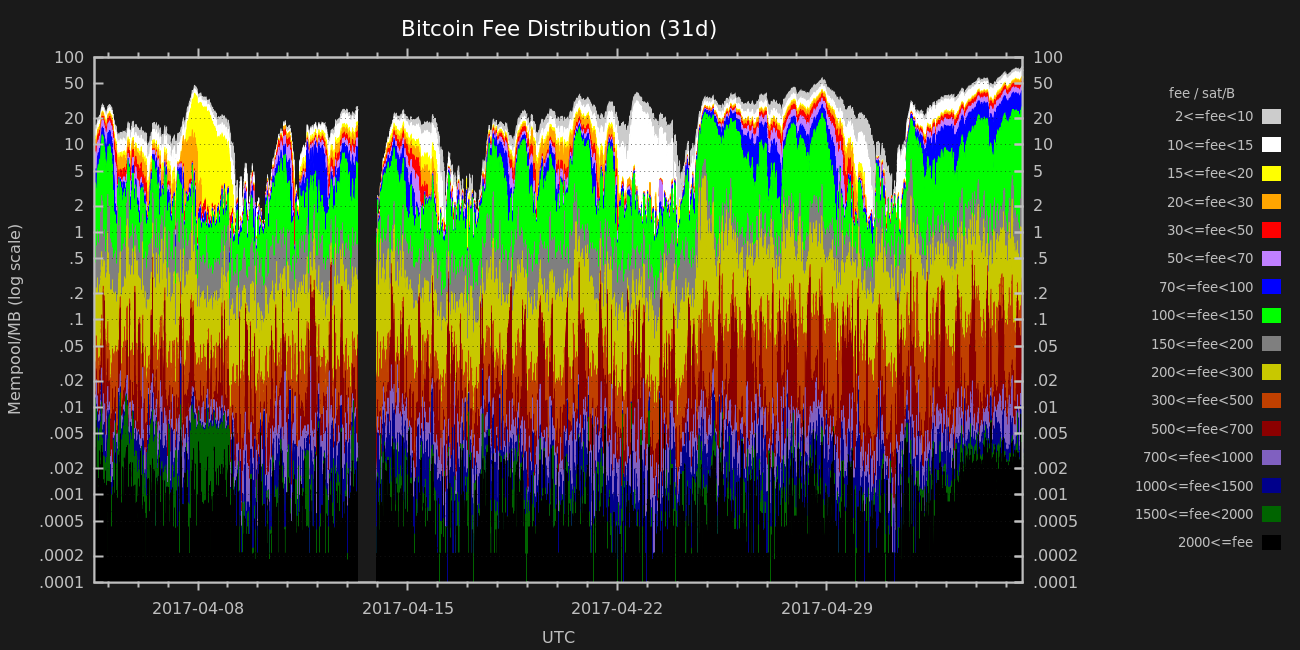 Bitcoin Fee Distribution (31d)
Mempool/MB (log scale)
100
50
20
10
5
2
1
.5
.2
.1
.05
.02
.01
.005
.002
.001
.0005
.0002
.0001
100
50
20
10
5
2
1
.5
.2
.1
.05
.02
.01
.005
.002
.001
.0005
.0002
.0001
2017-04-08 2017-04-15 2017-04-22 2017-04-29
UTC
fee / sat/B
2<=fee<10
10<=fee<15
15<=fee<20
20<=fee<30
30<=fee<50
50<=fee<70
70<=fee<100
100<=fee<150
150<=fee<200
200<=fee<300
300<=fee<500
500<=fee<700
700<=fee<1000
1000<=fee<1500
1500<=fee<2000
2000<=fee